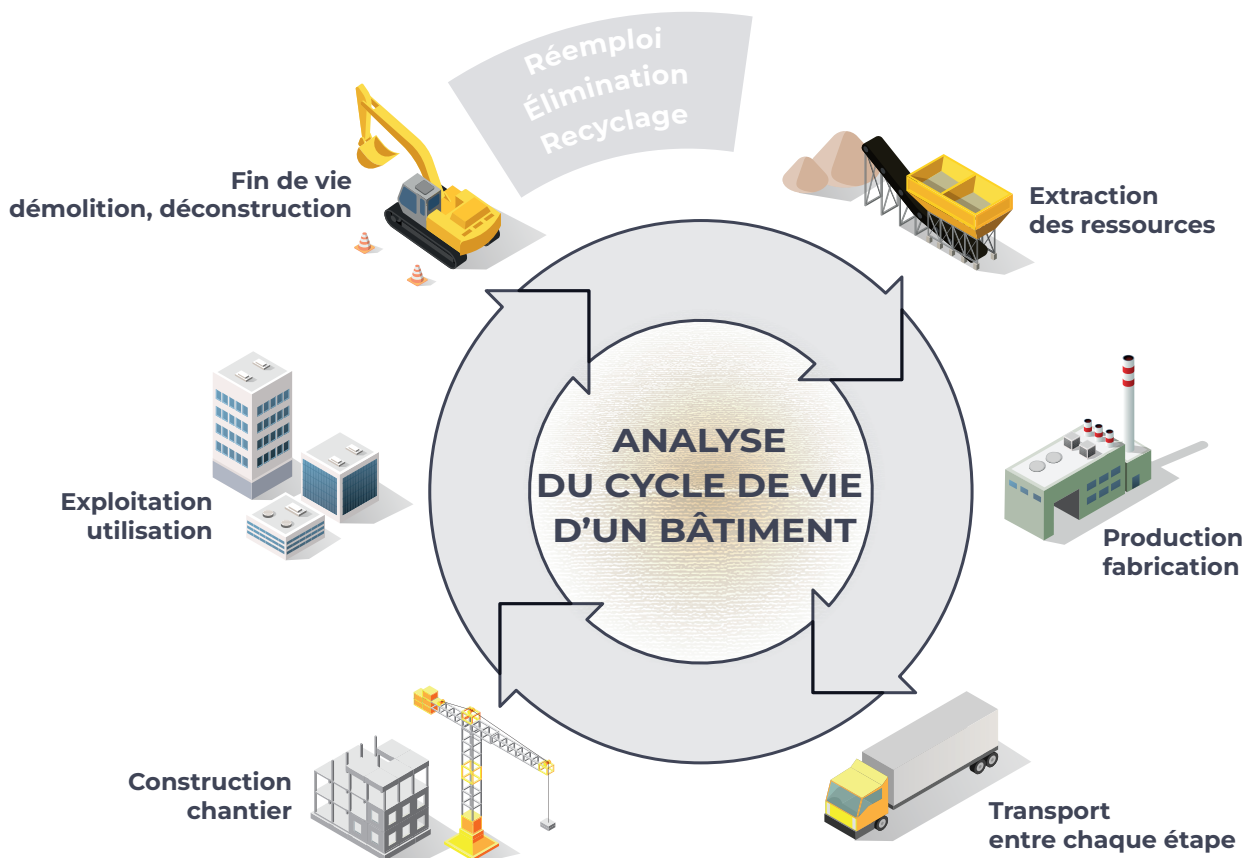 Réemploi
Élimination
Recyclage
Fin de vie
démolition, déconstruction
Extraction
des ressources
ANALYSE
DU CYCLE DE VIE
D’UN BÂTIMENT
Exploitation
utilisation
Production
fabrication
Construction
chantier
Transport
entre chaque étape